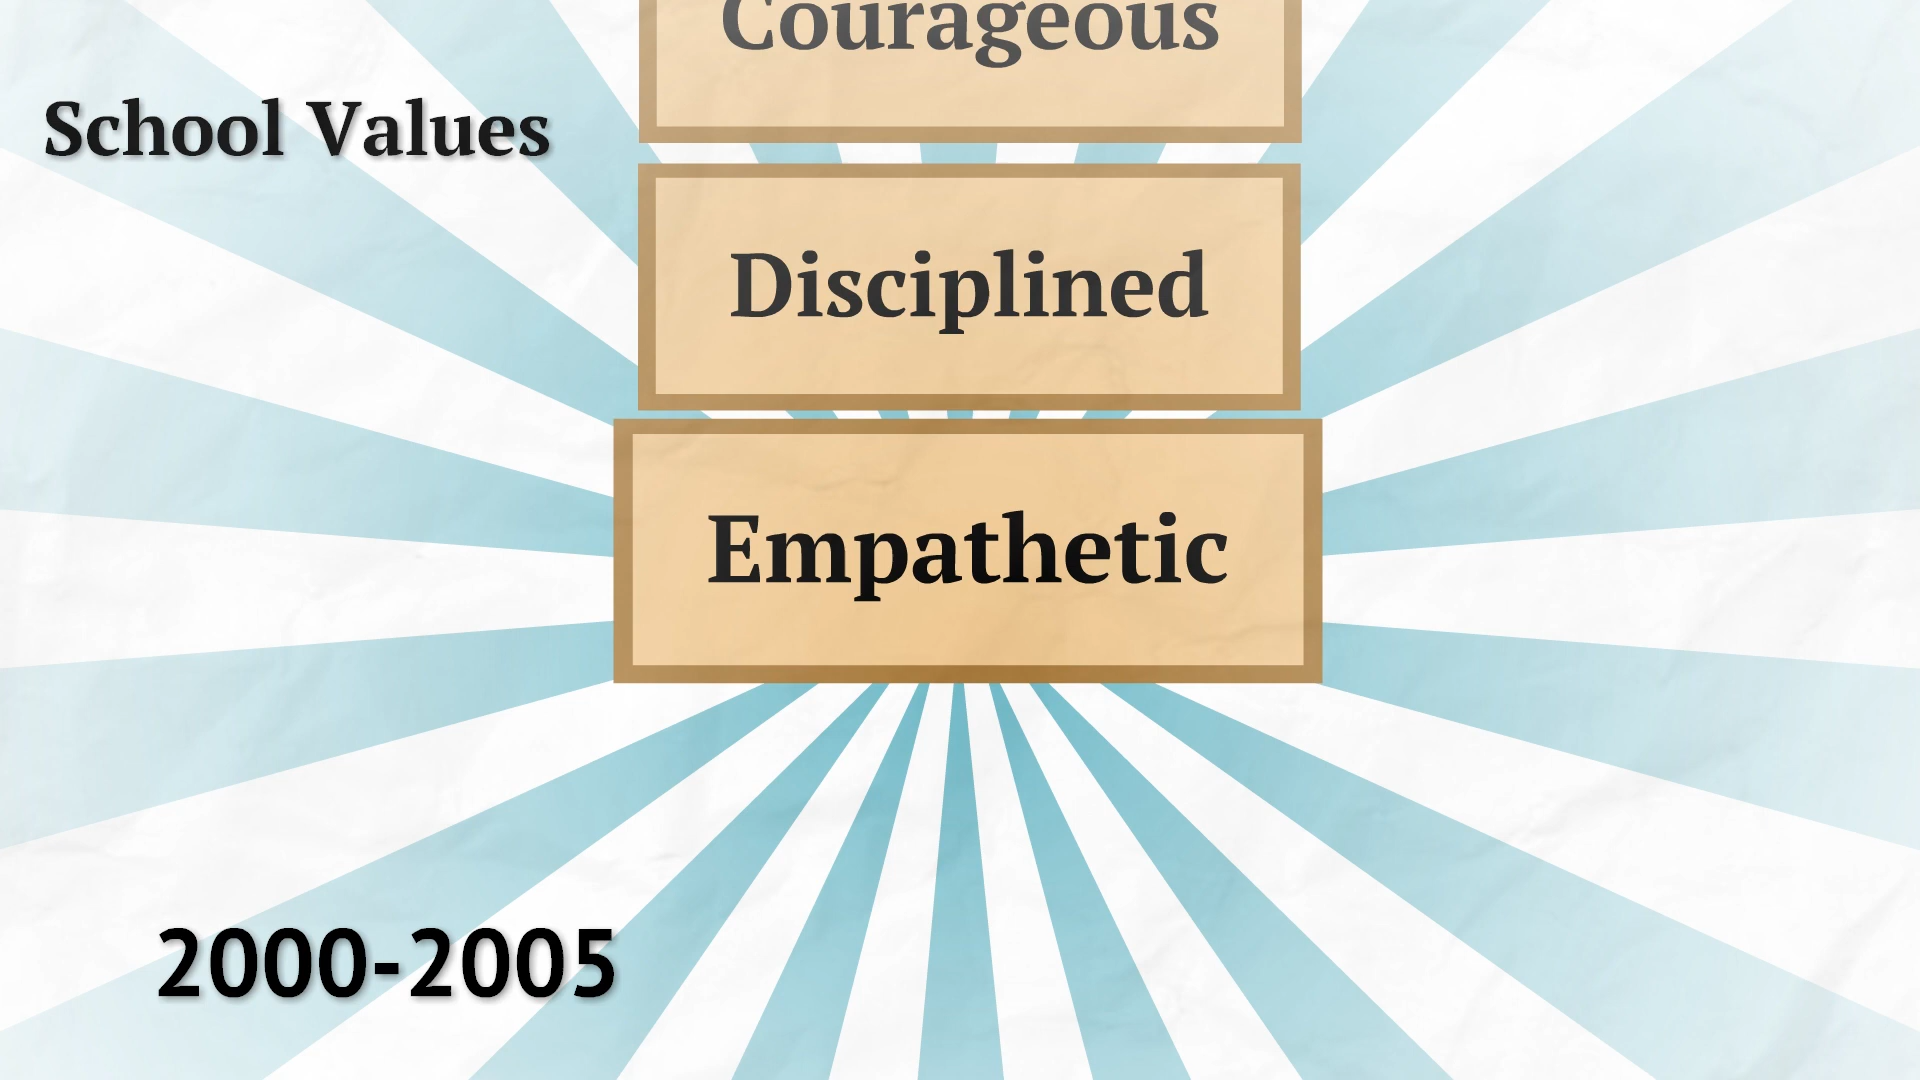 Courageous
School Values
Disciplined
Empathetic
2000-2005